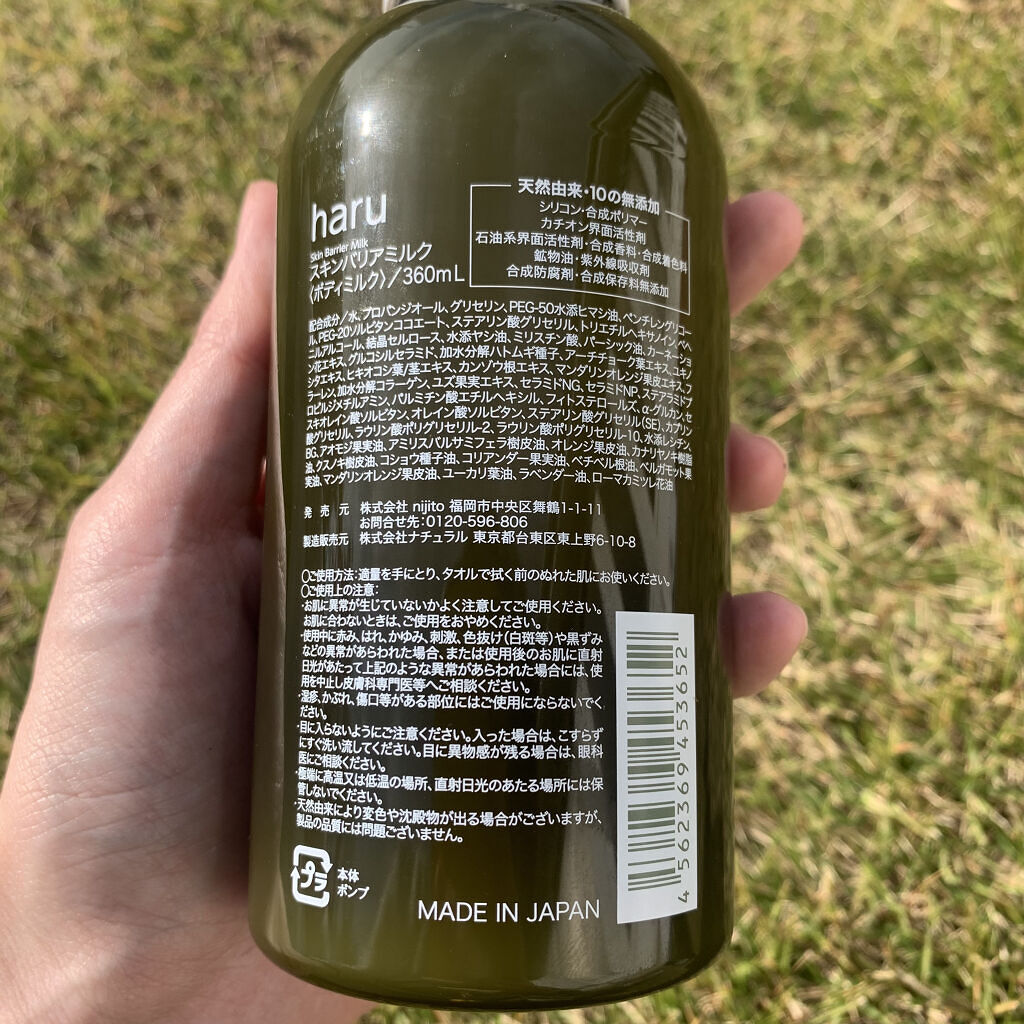 haru
Skin Barrier Milk
スキンバリアミルク
〈ボディミルク〉／360mL
天然由来・10の無添加
シリコン・合成ポリマー
カチオン界面活性剤
石油系界面活性剤・合成香料・合成着色料
鉱物油・紫外線吸収剤
合成防腐剤・合成保存料無添加
配合成分／水、プロパンジオール、グリセリン、PEG-50水添ヒマシ油、ペンチレングリコー
ル、PEG-20ソルビタンココエート、ステアリン酸グリセリル、トリエチルヘキサノイン、ベヘ
ニルアルコール、結晶セルロース、水添ヤシ油、ミリスチン酸、パーシック油、カーネーショ
ン花エキス、グルコシルセラミド、加水分解ハトムギ種子、アーチチョーク葉エキス、ユキノ
シタエキス、ヒキオコシ葉/茎エキス、カンゾウ根エキス、マンダリンオレンジ果皮エキス、フ
ラーレン、加水分解コラーゲン、ユズ果実エキス、セラミドNG、セラミドNP、ステアラミドプ
ロピルジメチルアミン、パルミチン酸エチルヘキシル、フィトステロールズ、α-グルカン、セ
スキオレイン酸ソルビタン、オレイン酸ソルビタン、ステアリン酸グリセリル(SE)、カプリン
酸グリセリル、ラウリン酸ポリグリセリル-2、ラウリン酸ポリグリセリル-10、水添レシチン、
BG、アオモジ果実油、アミリスバルサミフェラ樹皮油、オレンジ果皮油、カナリヤノキ樹脂
油、クスノキ樹皮油、コショウ種子油、コリアンダー果実油、ベチベル根油、ベルガモット果
実油、マンダリンオレンジ果皮油、ユーカリ葉油、ラベンダー油、ローマカミツレ花油
発売元 株式会社 nijito 福岡市中央区舞鶴1-1-11
お問合せ先：0120-596-806
製造販売元 株式会社ナチュラル 東京都台東区東上野6-10-8
○ご使用方法：適量を手にとり、タオルで拭く前のぬれた肌にお使いください。
○ご使用上の注意：
・お肌に異常が生じていないかよく注意してご使用ください。
お肌に合わないときは、ご使用をおやめください。
・使用中に赤み、はれ、かゆみ、刺激、色抜け(白斑等)や黒ずみ
などの異常があらわれた場合、または使用後のお肌に直射
日光があたって上記のような異常があらわれた場合には、使
用を中止し皮膚科専門医等へご相談ください。
・湿疹、かぶれ、傷口等がある部位にはご使用にならないでく
ださい。
・目に入らないようにご注意ください。入った場合は、こすらず
にすぐ洗い流してください。目に異物感が残る場合は、眼科
医にご相談ください。
・極端に高温又は低温の場所、直射日光のあたる場所には保
管しないでください。
・天然由来により変色や沈殿物が出る場合がございますが、
製品の品質には問題ございません。
プラ
本体
ポンプ
MADE IN JAPAN
4562369453652